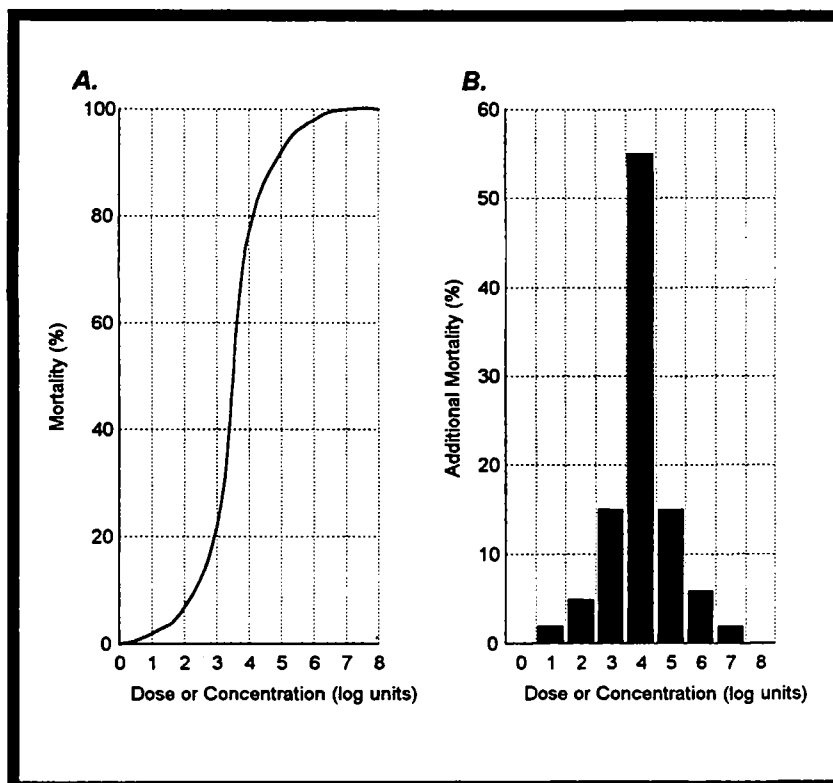 A.
100
80
60
40
20
0
Mortality (%)
0 1 2 3 4 5 6 7 8
Dose or Concentration (log units)
B.
60
50
40
30
20
10
0
Additional Mortality (%)
0 1 2 3 4 5 6 7 8
Dose or Concentration (log units)